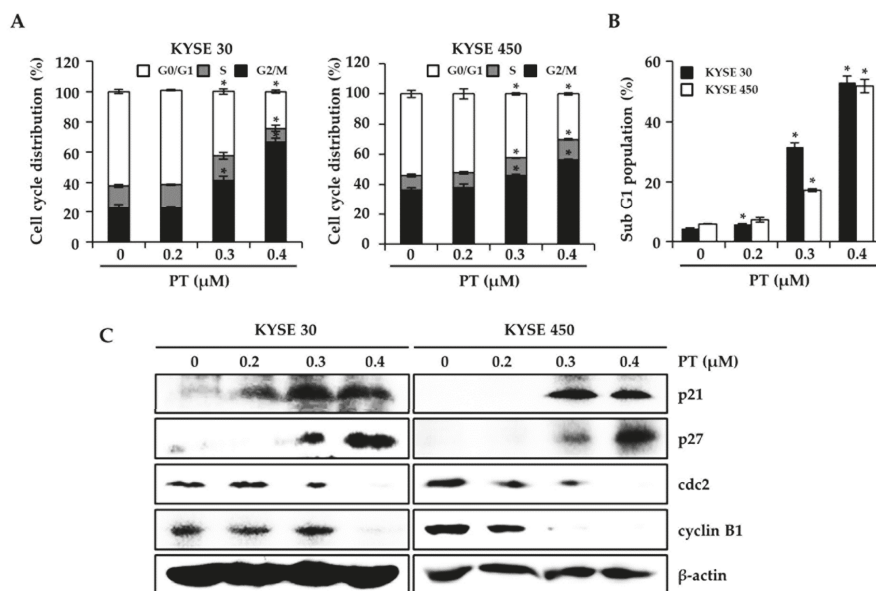 A
KYSE 30
G0/G1 S G2/M
Cell cycle distribution (%)
120
100
80
60
40
20
0
* * * *
0 0.2 0.3 0.4
PT (μM)
KYSE 450
G0/G1 S G2/M
Cell cycle distribution (%)
120
100
80
60
40
20
0
* * * * * *
0 0.2 0.3 0.4
PT (μM)
B
KYSE 30
KYSE 450
Sub G1 population (%)
60
40
20
0
* * * * *
0 0.2 0.3 0.4
PT (μM)
C
KYSE 30 KYSE 450
0 0.2 0.3 0.4 0 0.2 0.3 0.4 PT (μM)
p21
p27
cdc2
cyclin B1
β-actin